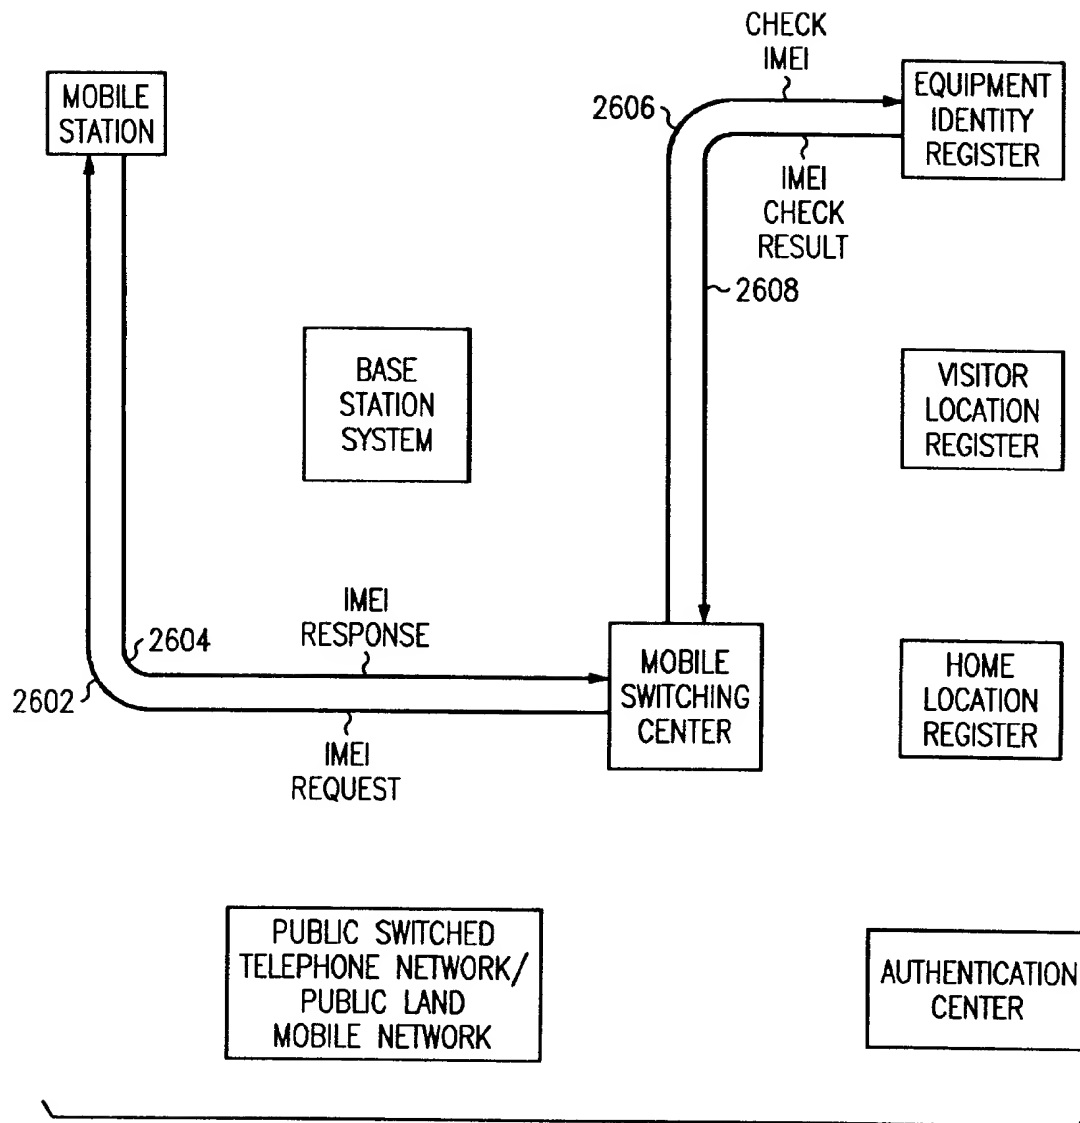 CHECK
IMEI
MOBILE
STATION
2606
EQUIPMENT
IDENTITY
REGISTER
IMEI
CHECK
RESULT
2608
BASE
STATION
SYSTEM
VISITOR
LOCATION
REGISTER
IMEI
RESPONSE
2604
2602
MOBILE
SWITCHING
CENTER
HOME
LOCATION
REGISTER
IMEI
REQUEST
PUBLIC SWITCHED
TELEPHONE NETWORK/
PUBLIC LAND
MOBILE NETWORK
AUTHENTICATION
CENTER